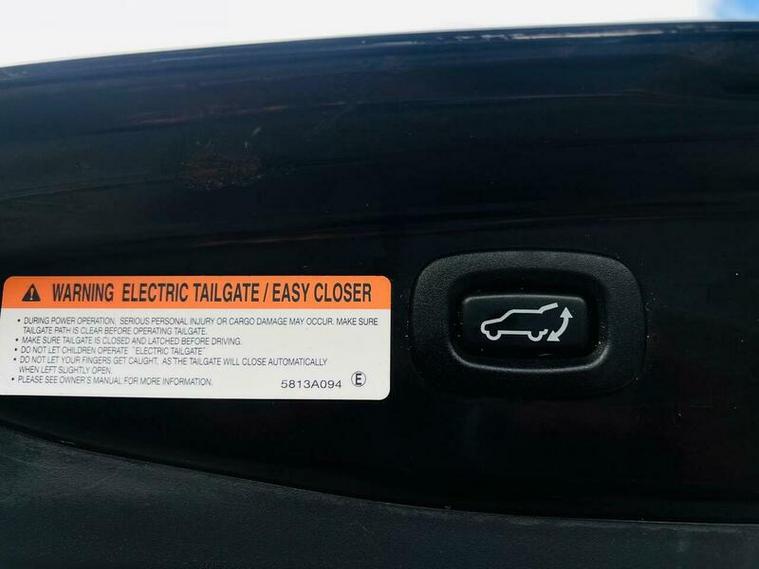 WARNING ELECTRIC TAILGATE / EASY CLOSER
• DURING POWER OPERATION, SERIOUS PERSONAL INJURY OR CARGO DAMAGE MAY OCCUR. MAKE SURE
TAILGATE PATH IS CLEAR BEFORE OPERATING TAILGATE.
• MAKE SURE TAILGATE IS CLOSED AND LATCHED BEFORE DRIVING.
• DO NOT LET CHILDREN OPERATE "ELECTRIC TAILGATE"
• DO NOT LET YOUR FINGERS GET CAUGHT, AS THE TAILGATE WILL CLOSE AUTOMATICALLY
WHEN LEFT SLIGHTLY OPEN.
• PLEASE SEE OWNER'S MANUAL FOR MORE INFORMATION.
5813A094 Ⓔ